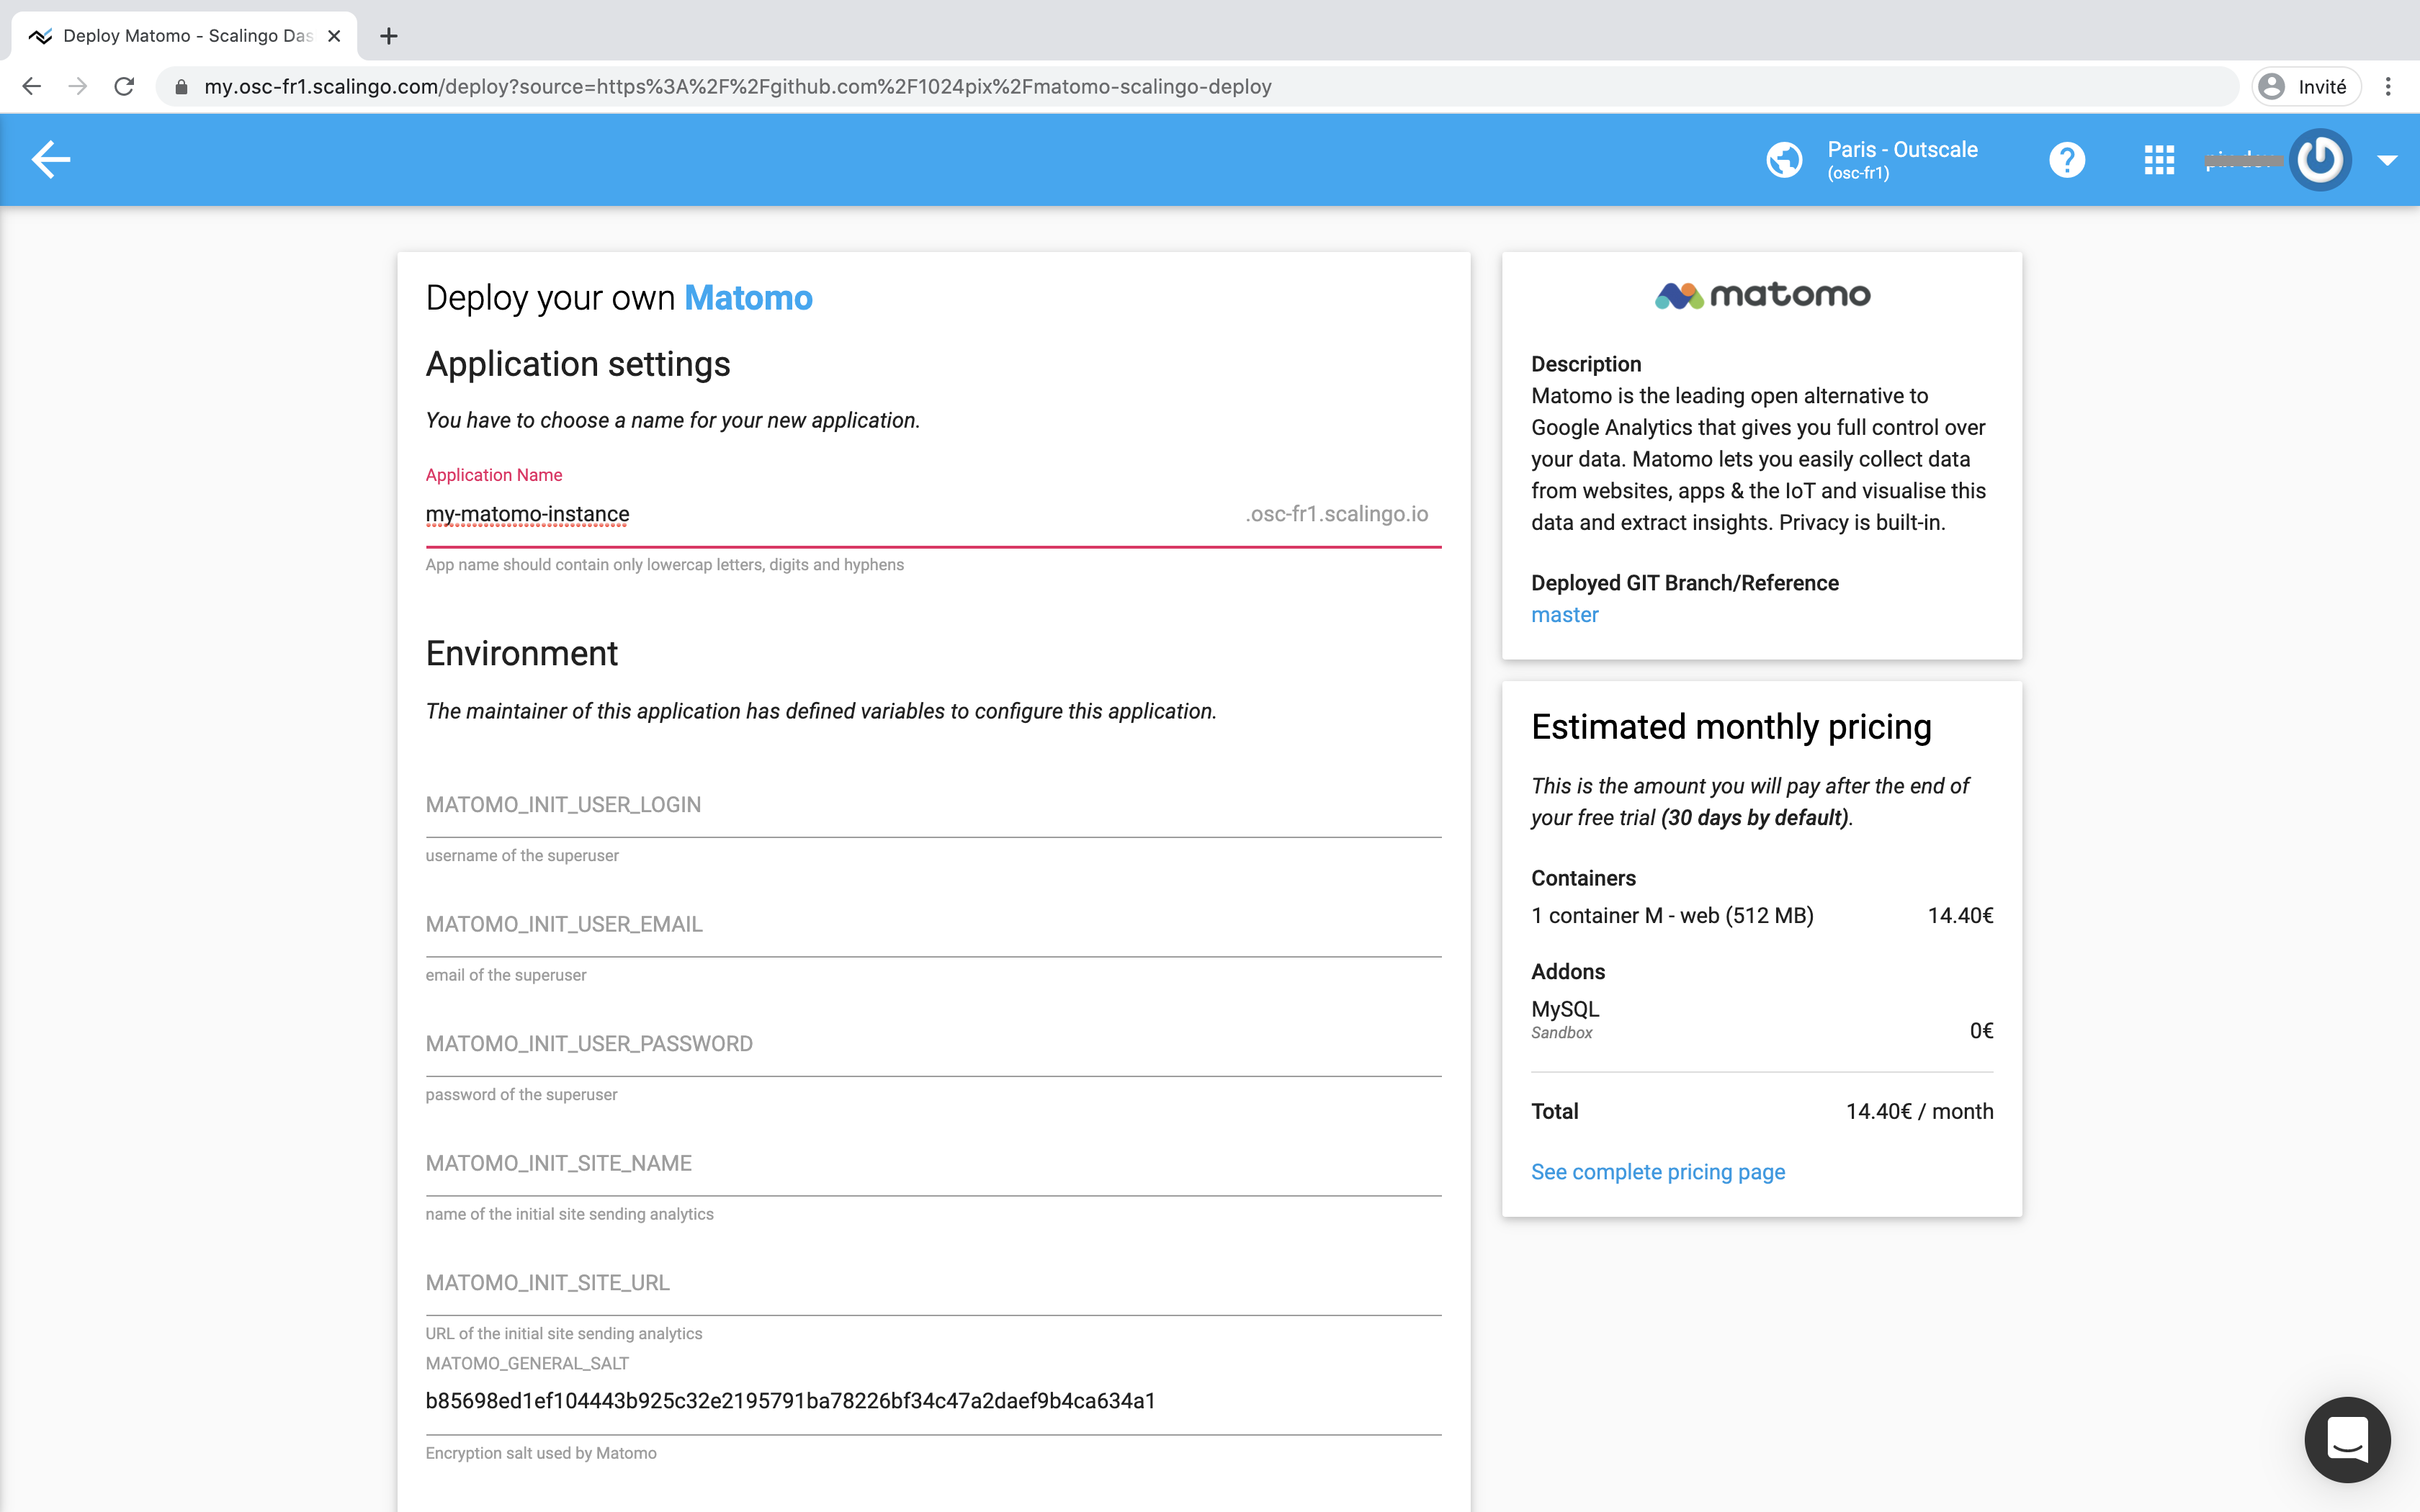 Deploy Matomo - Scalingo Das
my.osc-fr1.scalingo.com/deploy?source=https%3A%2F%2Fgithub.com%2F1024pix%2Fmatomo-scalingo-deploy
Invité
Paris - Outscale
(osc-fr1)
Deploy your own Matomo
Application settings
You have to choose a name for your new application.
Application Name
my-matomo-instance
.osc-fr1.scalingo.io
App name should contain only lowercap letters, digits and hyphens
Environment
The maintainer of this application has defined variables to configure this application.
MATOMO_INIT_USER_LOGIN
username of the superuser
MATOMO_INIT_USER_EMAIL
email of the superuser
MATOMO_INIT_USER_PASSWORD
password of the superuser
MATOMO_INIT_SITE_NAME
name of the initial site sending analytics
MATOMO_INIT_SITE_URL
URL of the initial site sending analytics
MATOMO_GENERAL_SALT
b85698ed1ef104443b925c32e2195791ba78226bf34c47a2daef9b4ca634a1
Encryption salt used by Matomo
matomo
Description
Matomo is the leading open alternative to
Google Analytics that gives you full control over
your data. Matomo lets you easily collect data
from websites, apps & the IoT and visualise this
data and extract insights. Privacy is built-in.
Deployed GIT Branch/Reference
master
Estimated monthly pricing
This is the amount you will pay after the end of
your free trial (30 days by default).
Containers
1 container M - web (512 MB) 14.40€
Addons
MySQL
Sandbox 0€
Total 14.40€ / month
See complete pricing page